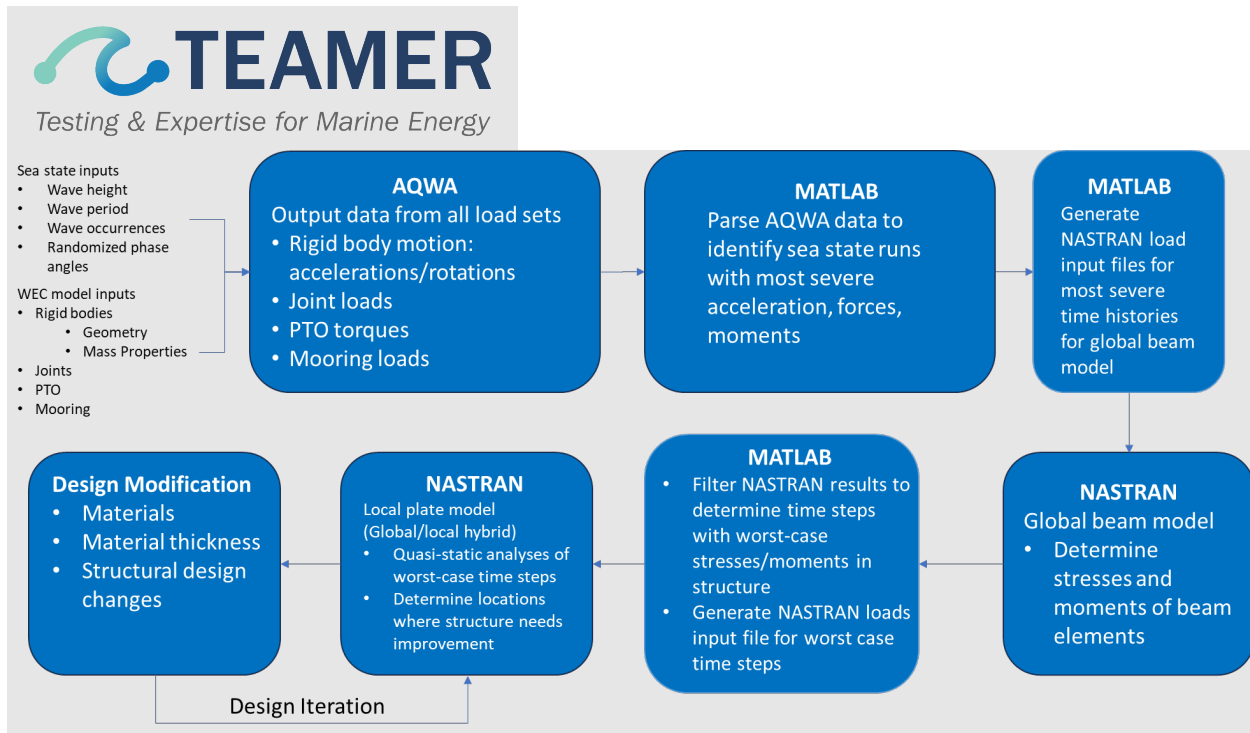 TEAMER
Testing & Expertise for Marine Energy
Sea state inputs
• Wave height
• Wave period
• Wave occurrences
• Randomized phase
angles
WEC model inputs
• Rigid bodies
• Geometry
• Mass Properties
• Joints
• PTO
• Mooring
AQWA
Output data from all load sets
• Rigid body motion:
accelerations/rotations
• Joint loads
• PTO torques
• Mooring loads
MATLAB
Parse AQWA data to
identify sea state runs
with most severe
acceleration, forces,
moments
MATLAB
Generate
NASTRAN load
input files for
most severe
time histories
for global beam
model
NASTRAN
Global beam model
• Determine
stresses and
moments of beam
elements
MATLAB
• Filter NASTRAN results to
determine time steps
with worst-case
stresses/moments in
structure
• Generate NASTRAN loads
input file for worst case
time steps
NASTRAN
Local plate model
(Global/local hybrid)
• Quasi-static analyses of
worst-case time steps
• Determine locations
where structure needs
improvement
Design Modification
• Materials
• Material thickness
• Structural design
changes
Design Iteration